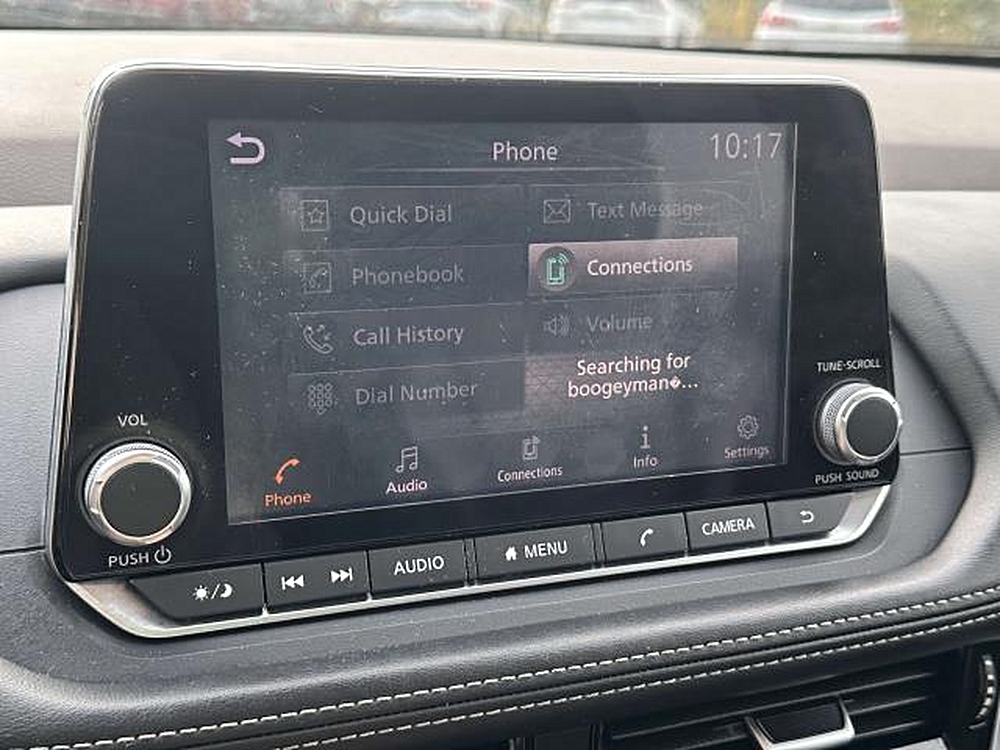 Phone
10:17
Quick Dial
Text Message
Phonebook
Connections
Call History
Volume
Dial Number
Searching for
boogeyman�...
Phone
Audio
Connections
Info
Settings
VOL
PUSH
TUNE·SCROLL
PUSH SOUND
AUDIO
MENU
CAMERA